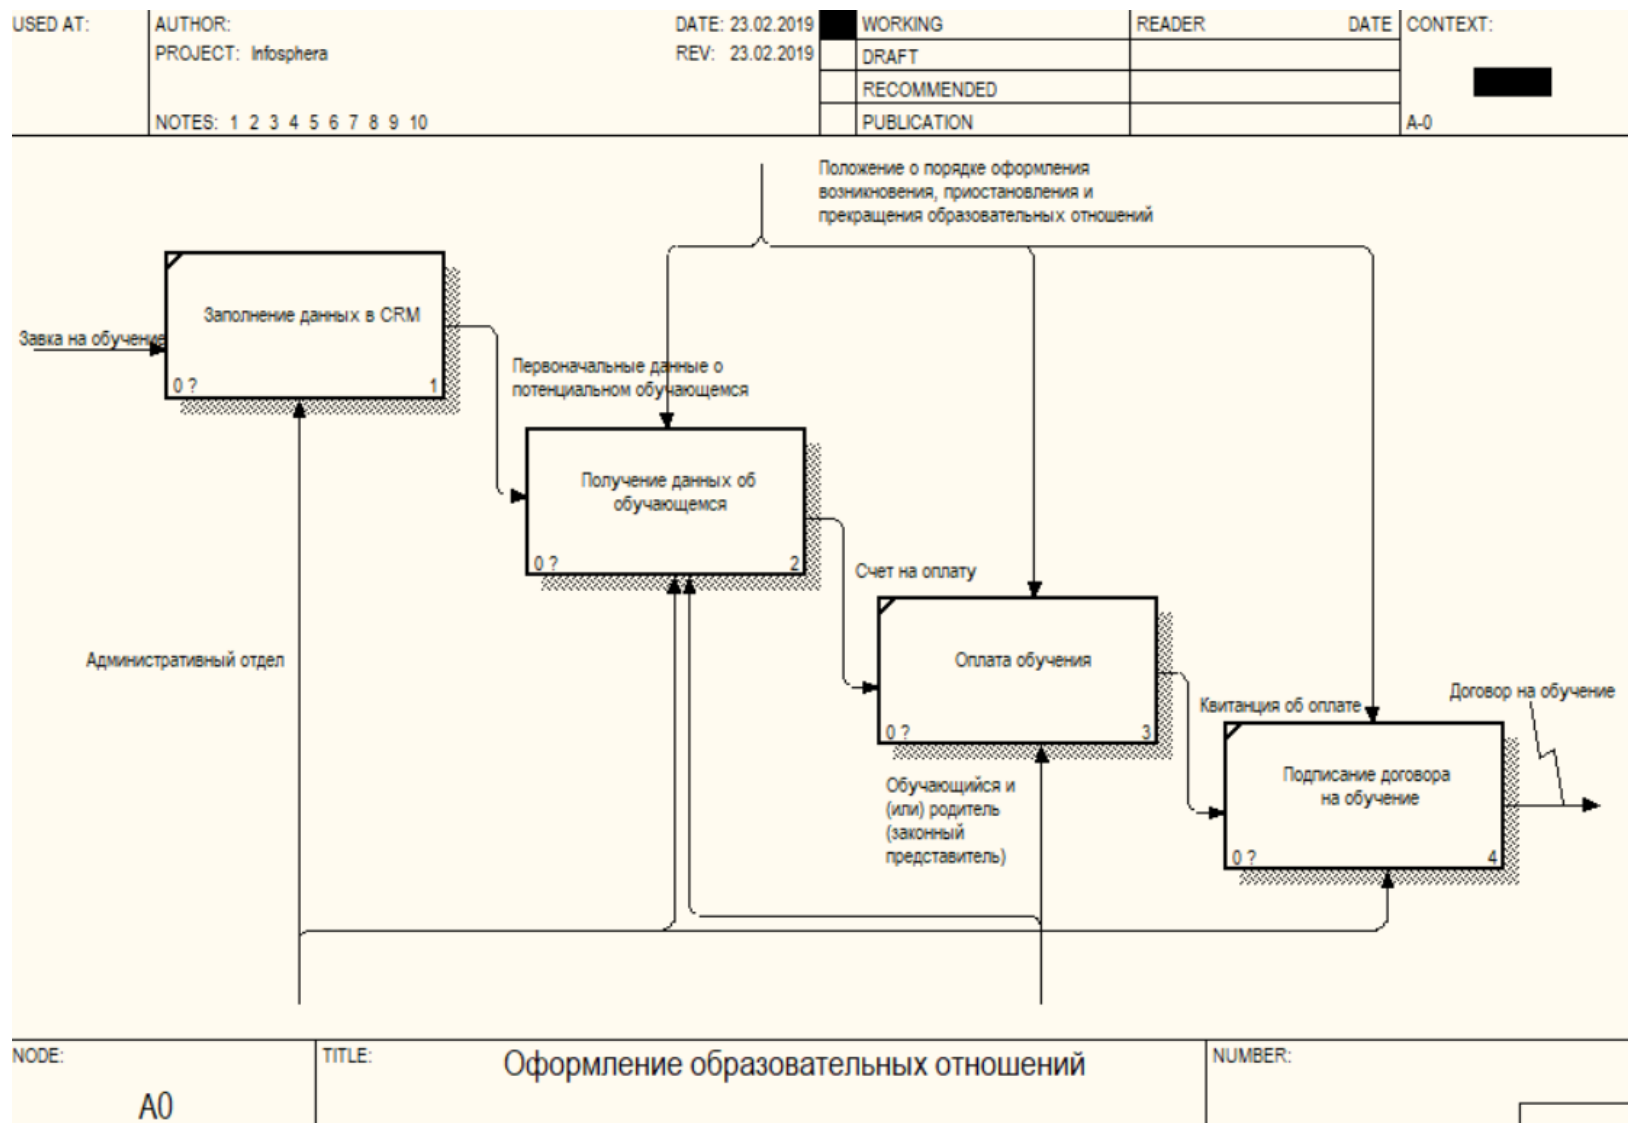 USED AT:
AUTHOR:
DATE: 23.02.2019
WORKING
READER
DATE
CONTEXT:
PROJECT: Infosphera
REV: 23.02.2019
DRAFT
RECOMMENDED
NOTES: 1 2 3 4 5 6 7 8 9 10
PUBLICATION
A-0
Положение о порядке оформления
возникновения, приостановления и
прекращения образовательных отношений
Завка на обучение
Заполнение данных в CRM
0 ?
1
Первоначальные данные о
потенциальном обучающемся
Получение данных об
обучающемся
0 ?
2
Счет на оплату
Административный отдел
Оплата обучения
0 ?
3
Квитанция об оплате
Договор на обучение
Обучающийся и
(или) родитель
(законный
представитель)
Подписание договора
на обучение
0 ?
4
NODE:
TITLE:
Оформление образовательных отношений
NUMBER:
A0